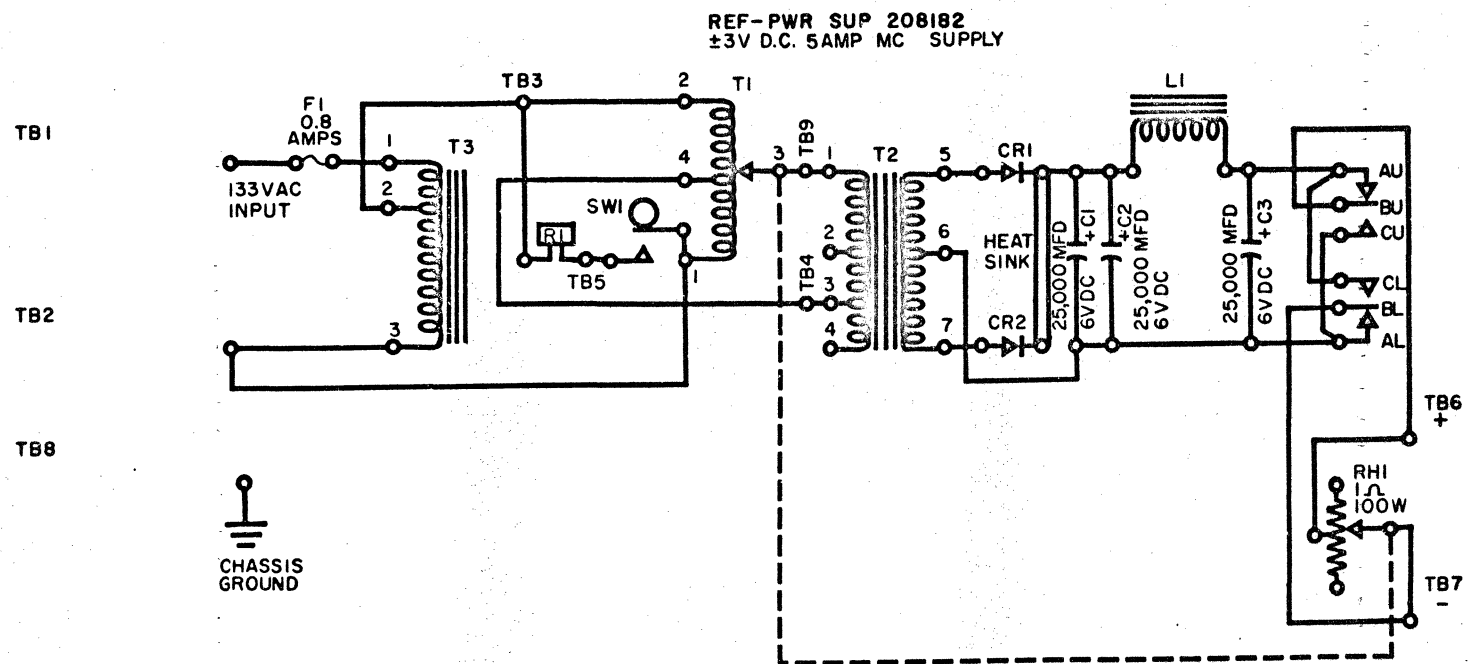 REF-PWR SUP 208182
±3V D.C. 5AMP MC SUPPLY
TB1
F1
0.8
AMPS
133VAC
INPUT
1
2
3
T3
TB3
2
T1
4
SW1
R1
TB5
1
3
TB9
1
T2
2
TB4
3
4
5
CR1
6
HEAT
SINK
7
CR2
25,000 MFD
6VDC
+C1
25,000 MFD
6VDC
+C2
L1
25,000 MFD
6VDC
+C3
AU
BU
CU
CL
BL
AL
TB2
TB6
+
TB8
RH1
1Ω
100W
CHASSIS
GROUND
TB7
-